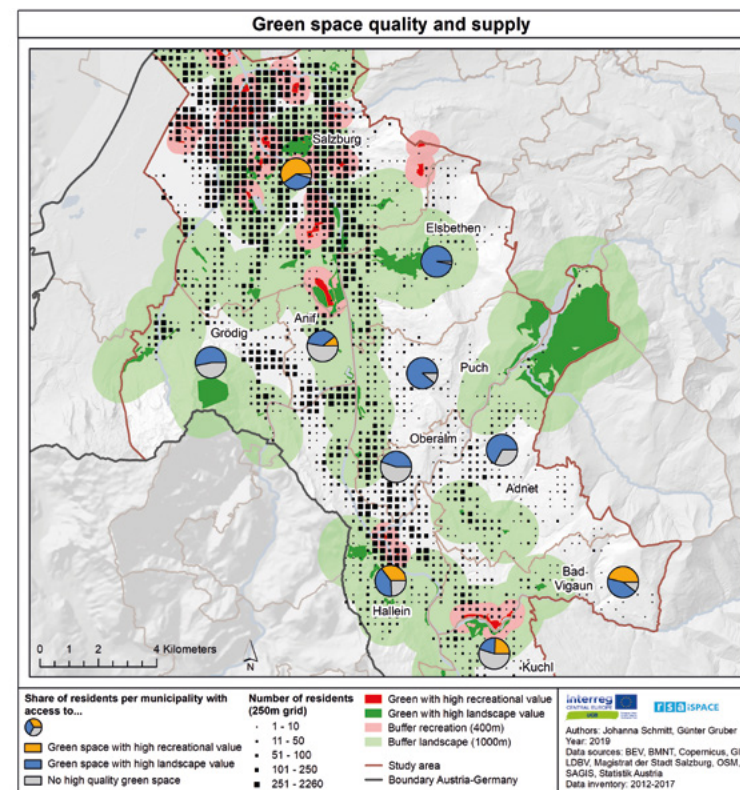 Green space quality and supply
Salzburg
Elsbethen
Anif
Grödig
Puch
Oberalm
Adnet
Bad
Vigaun
Hallein
Kuchl
0 1 2 4 Kilometers
N
Share of residents per municipality with
access to...
Green space with high recreational value
Green space with high landscape value
No high quality green space
Number of residents
(250m grid)
1 - 10
11 - 50
51 - 100
101 - 250
251 - 2260
Green with high recreational value
Green with high landscape value
Buffer recreation (400m)
Buffer landscape (1000m)
Study area
Boundary Austria-Germany
Interreg
CENTRAL EUROPE
rsa iSPACE
Authors: Johanna Schmitt, Günter Gruber
Year: 2019
Data sources: BEV, BMNT, Copernicus, GI
LDBV, Magistrat der Stadt Salzburg, OSM,
SAGIS, Statistik Austria
Data inventory: 2012-2017